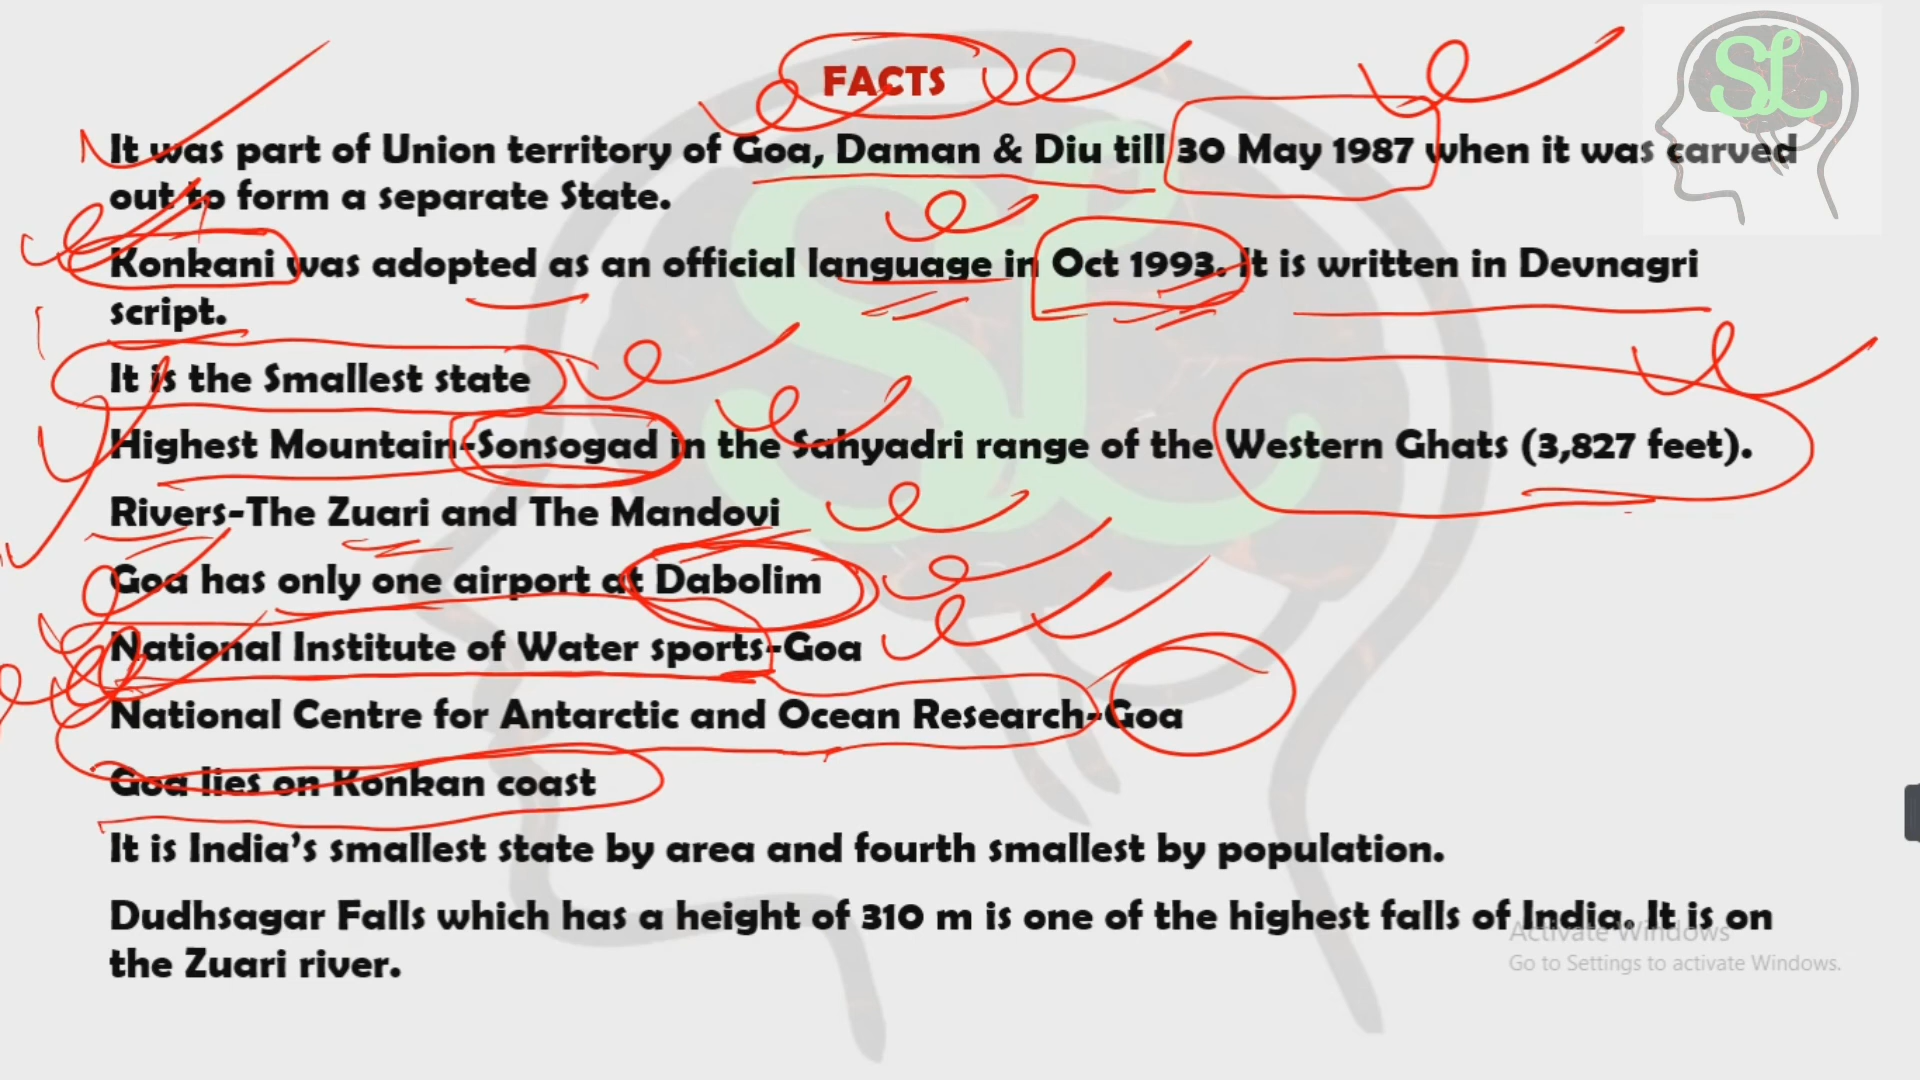 FACTS
SL
It was part of Union territory of Goa, Daman & Diu till 30 May 1987 when it was carved
out to form a separate State.
Konkani was adopted as an official language in Oct 1993. It is written in Devnagri
script.
It is the Smallest state
Highest Mountain-Sonsogad in the Sahyadri range of the Western Ghats (3,827 feet).
Rivers-The Zuari and The Mandovi
Goa has only one airport at Dabolim
National Institute of Water sports-Goa
National Centre for Antarctic and Ocean Research-Goa
Goa lies on Konkan coast
It is India's smallest state by area and fourth smallest by population.
Dudhsagar Falls which has a height of 310 m is one of the highest falls of India. It is on
the Zuari river.
Activate Windows
Go to Settings to activate Windows.